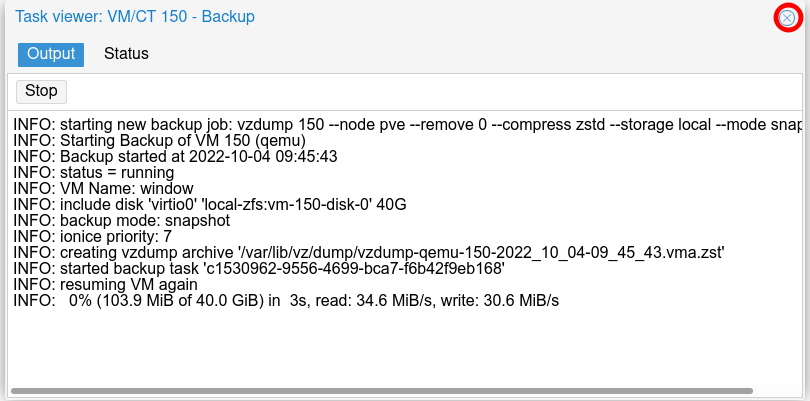 Task viewer: VM/CT 150 - Backup
Output Status
Stop
INFO: starting new backup job: vzdump 150 --node pve --remove 0 --compress zstd --storage local --mode snap
INFO: Starting Backup of VM 150 (qemu)
INFO: Backup started at 2022-10-04 09:45:43
INFO: status = running
INFO: VM Name: window
INFO: include disk 'virtio0' 'local-zfs:vm-150-disk-0' 40G
INFO: backup mode: snapshot
INFO: ionice priority: 7
INFO: creating vzdump archive '/var/lib/vz/dump/vzdump-qemu-150-2022_10_04-09_45_43.vma.zst'
INFO: started backup task 'c1530962-9556-4699-bca7-f6b42f9eb168'
INFO: resuming VM again
INFO:   0% (103.9 MiB of 40.0 GiB) in  3s, read: 34.6 MiB/s, write: 30.6 MiB/s